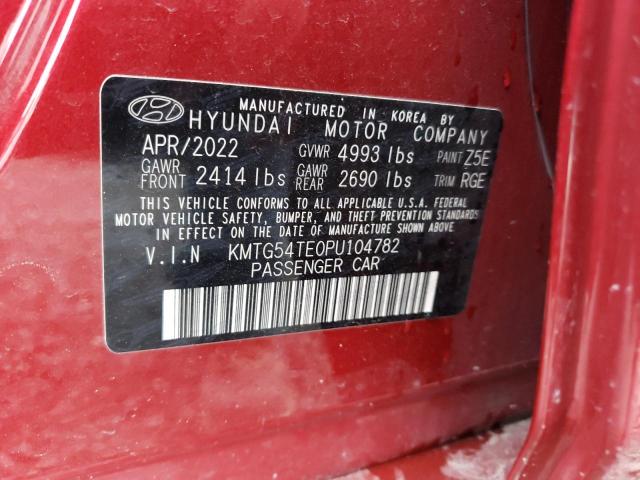 MANUFACTURED IN KOREA BY
HYUNDAI MOTOR COMPANY
APR/2022 GVWR 4993 lbs PAINT Z5E
GAWR FRONT 2414 lbs GAWR REAR 2690 lbs TRIM RGE
THIS VEHICLE CONFORMS TO ALL APPLICABLE U.S.A. FEDERAL
MOTOR VEHICLE SAFETY, BUMPER, AND THEFT PREVENTION STANDARDS
IN EFFECT ON THE DATE OF MANUFACTURE SHOWN ABOVE.
V.I.N KMTG54TE0PU104782
PASSENGER CAR